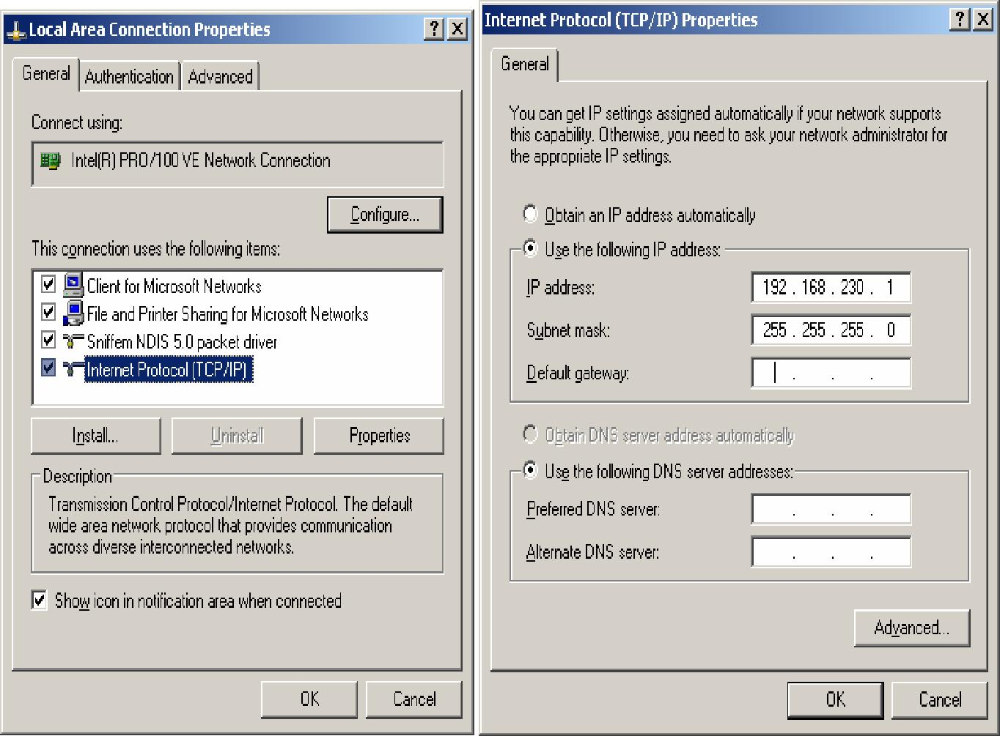 Local Area Connection Properties
General
Authentication
Advanced
Connect using:
Intel(R) PRO/100 VE Network Connection
Configure...
This connection uses the following items:
Client for Microsoft Networks
File and Printer Sharing for Microsoft Networks
Sniffem NDIS 5.0 packet driver
Internet Protocol (TCP/IP)
Install...
Uninstall
Properties
Description
Transmission Control Protocol/Internet Protocol. The default
wide area network protocol that provides communication
across diverse interconnected networks.
Show icon in notification area when connected
OK
Cancel
Internet Protocol (TCP/IP) Properties
General
You can get IP settings assigned automatically if your network supports
this capability. Otherwise, you need to ask your network administrator for
the appropriate IP settings.
Obtain an IP address automatically
Use the following IP address:
IP address: 192 . 168 . 230 . 1
Subnet mask: 255 . 255 . 255 . 0
Default gateway: . . .
Obtain DNS server address automatically
Use the following DNS server addresses:
Preferred DNS server: . . .
Alternate DNS server: . . .
Advanced...
OK
Cancel